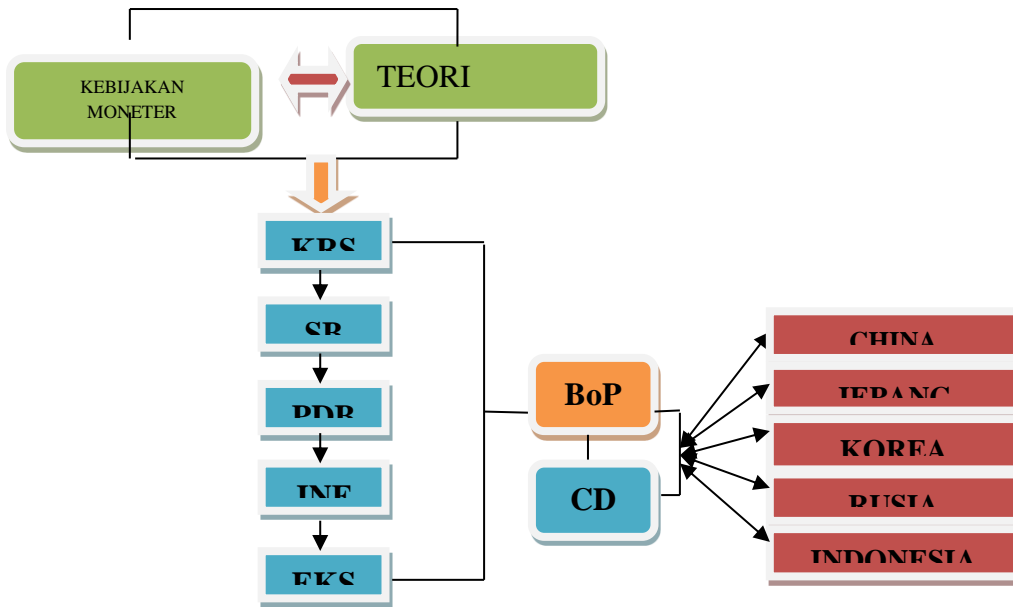 KEBIJAKAN
MONETER
TEORI
KRS
SB
PDB
INF
EKS
BoP
CD
CHINA
JEPANG
KOREA
RUSIA
INDONESIA